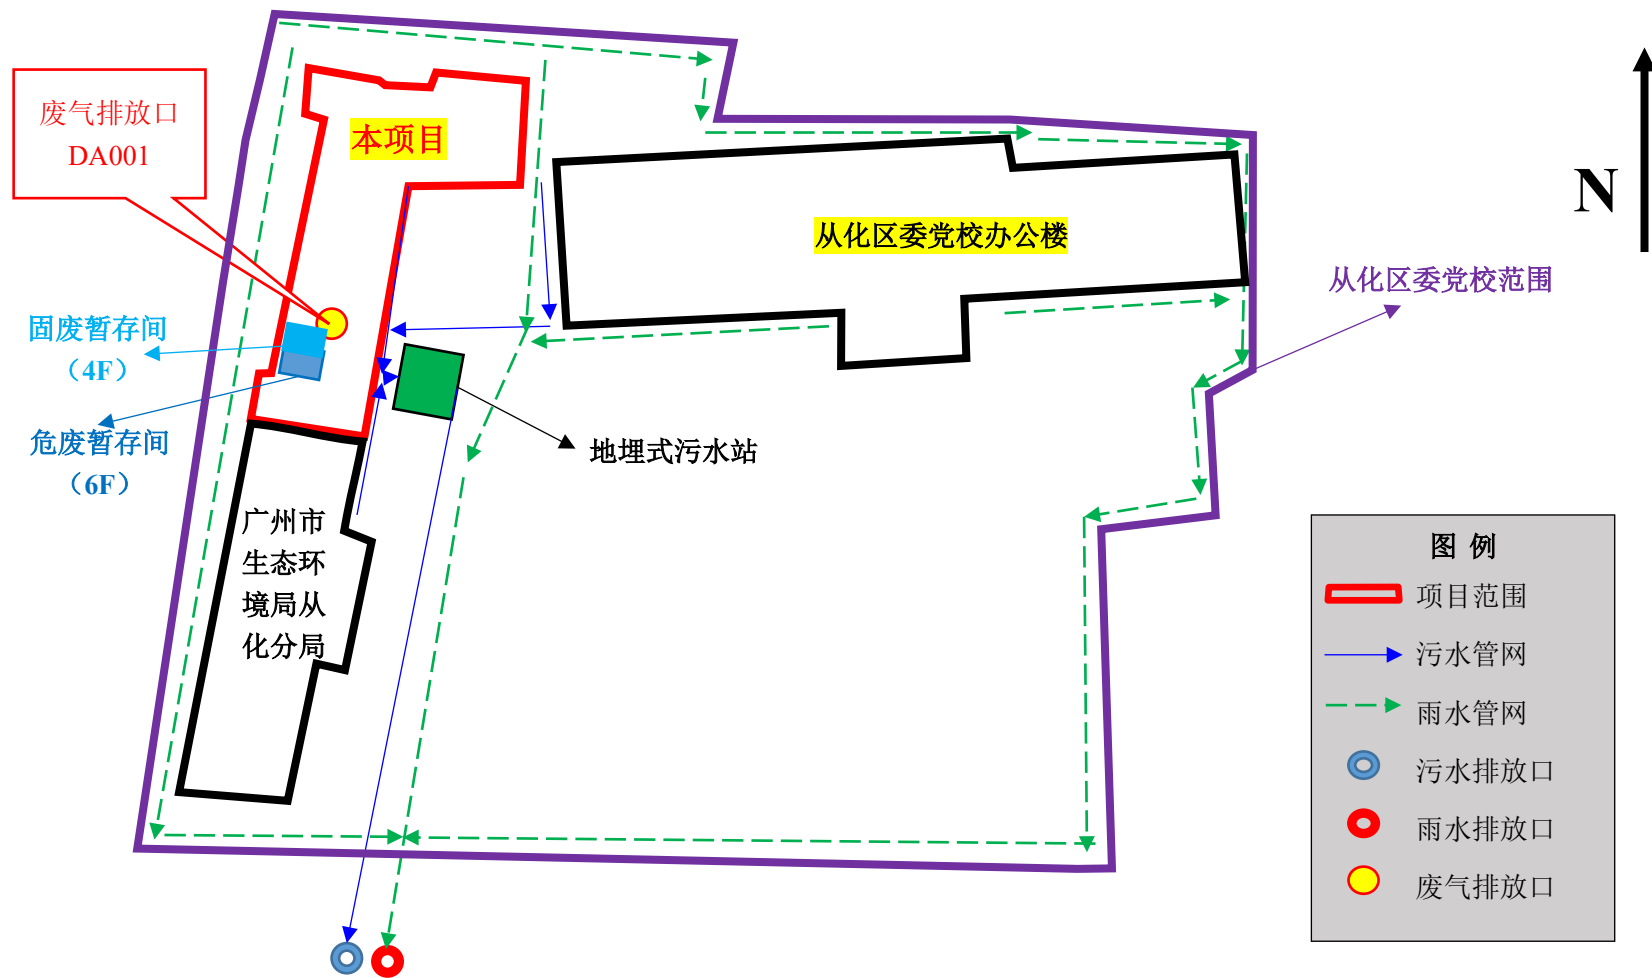 废气排放口
DA001
本项目
从化区委党校办公楼
N
从化区委党校范围
固废暂存间
（4F）
危废暂存间
（6F）
地埋式污水站
广州市
生态环
境局从
化分局
图 例
项目范围
污水管网
雨水管网
污水排放口
雨水排放口
废气排放口